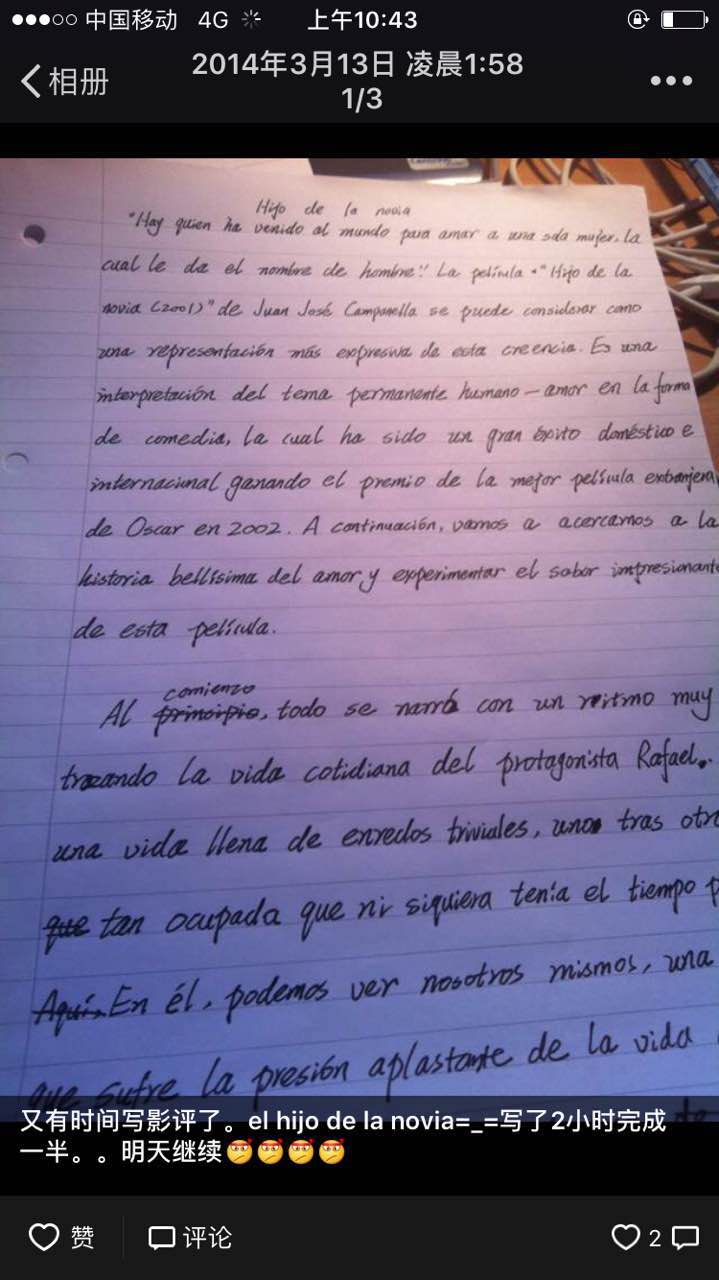 中国移动 4G 上午10:43
相册
2014年3月13日 凌晨1:58
1/3
Hijo de la novia
"Hay quien ha venido al mundo para amar a una sola mujer, la
cual le da el nombre de hombre". La película "Hijo de la
novia (2001)" de Juan José Campanella se puede considerar como
una representación más expresiva de esta creencia. Es una
interpretación del tema permanente humano — amor en la forma
de comedia, la cual ha sido un gran éxito doméstico e
internacional ganando el premio de la mejor película extranjera
de Oscar en 2002. A continuación, vamos a acercarnos a la
historia bellísima del amor y experimentar el sabor impresionante
de esta película.
Al principio comienzo, todo se narró con un ritmo muy
trazando la vida cotidiana del protagonista Rafael.
una vida llena de enredos triviales, uno tras otro
que tan ocupada que ni siquiera tenía el tiempo p
Aquí. En él, podemos ver nosotros mismos, una
que sufre la presión aplastante de la vida
又有时间写影评了。el hijo de la novia=_=写了2小时完成
一半。。明天继续
赞 评论 2